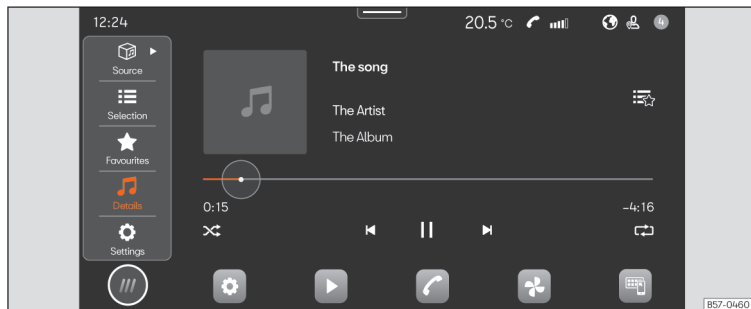 12:24
20.5 °C
4
Source
Selection
Favourites
Details
Settings
The song
The Artist
The Album
0:15
-4:16
B57-0460